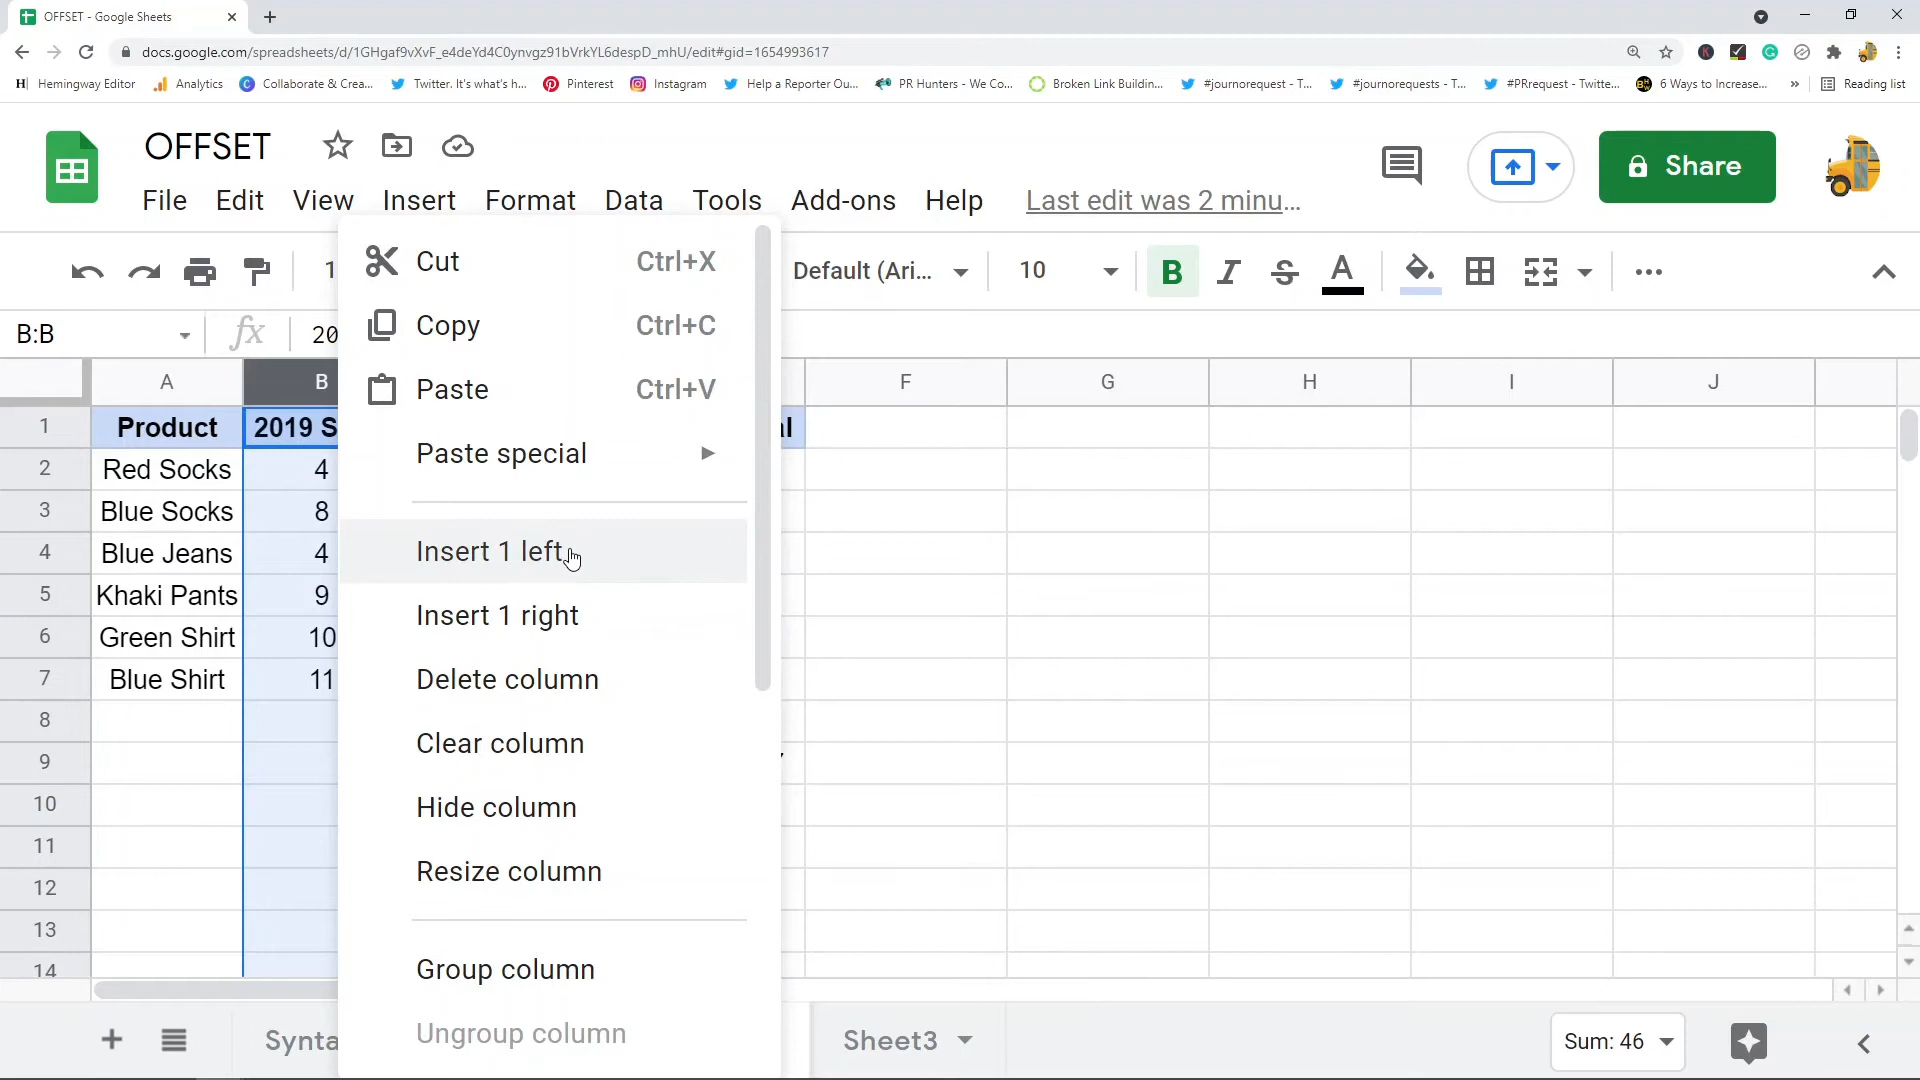 OFFSET - Google Sheets
docs.google.com/spreadsheets/d/1GHgaf9vXvF_e4deYd4C0ynvgz91bVrkYL6despD_mhU/edit#gid=1654993617
Hemingway Editor Analytics Collaborate & Crea... Twitter. It's what's h... Pinterest Instagram Help a Reporter Ou... PR Hunters - We Co... Broken Link Building... #journorequest - T... #journorequests - T... #PRrequest - Twitte... 6 Ways to Increase... » Reading list
OFFSET
Share
File Edit View Insert Format Data Tools Add-ons Help Last edit was 2 minu...
1 Default (Ari... 10 B I S A
B:B fx 20
A B F G H I J
1 Product 2019 S al
2 Red Socks 4
3 Blue Socks 8
4 Blue Jeans 4
5 Khaki Pants 9
6 Green Shirt 10
7 Blue Shirt 11
8
9
10
11
12
13
14
Cut Ctrl+X
Copy Ctrl+C
Paste Ctrl+V
Paste special
Insert 1 left
Insert 1 right
Delete column
Clear column
Hide column
Resize column
Group column
Ungroup column
Synta Sheet3 Sum: 46